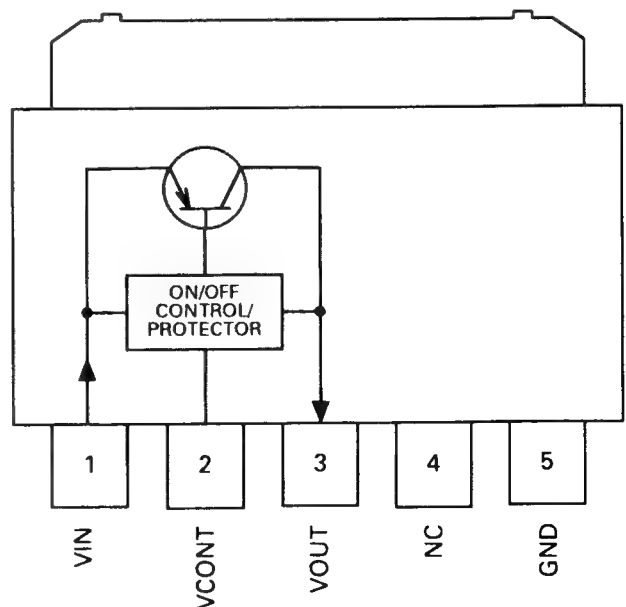 ON/OFF
CONTROL/
PROTECTOR
1
2
3
4
5
VIN
VCONT
VOUT
NC
GND